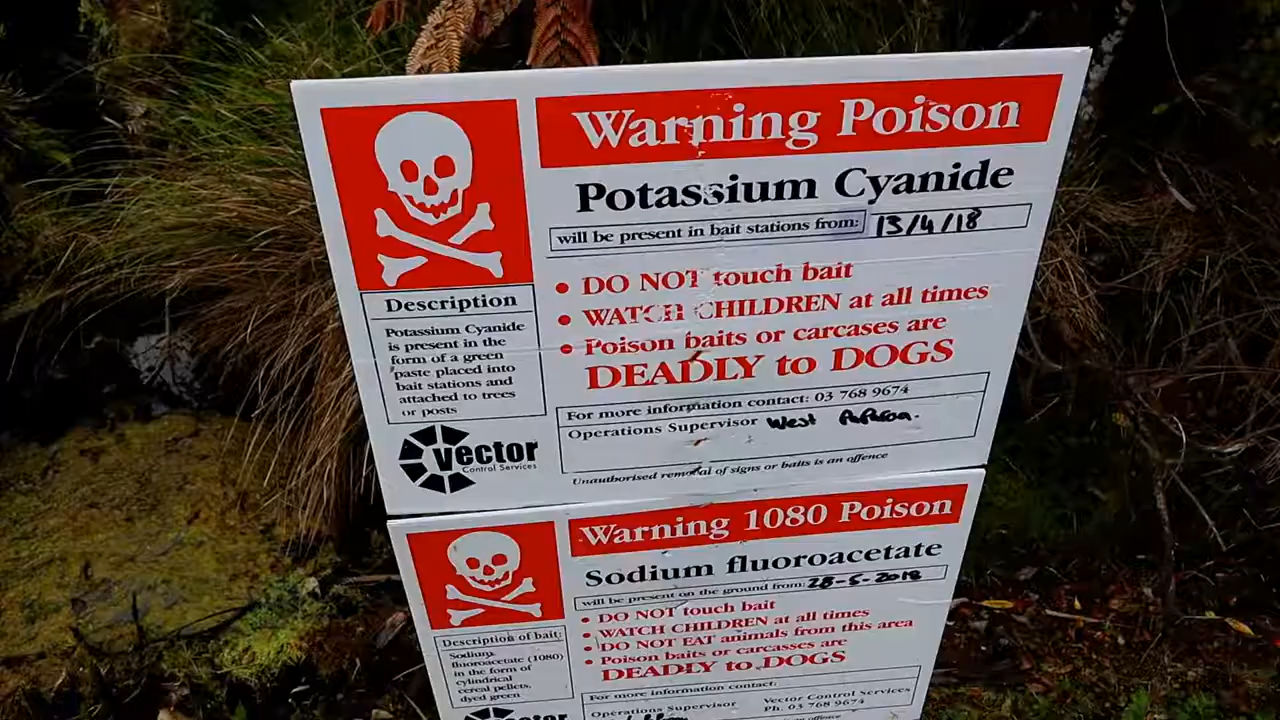 Warning Poison
Potassium Cyanide
will be present in bait stations from: 13/4/18
• DO NOT touch bait
• WATCH CHILDREN at all times
• Poison baits or carcases are
DEADLY to DOGS
Description
Potassium Cyanide
is present in the
form of a green
paste placed into
bait stations and
attached to trees
or posts
For more information contact: 03 768 9674
Operations Supervisor West
vector
Control Services
Unauthorised removal of signs or baits is an offence
Warning 1080 Poison
Sodium fluoroacetate
will be present on the ground from: 28-5-2018
• DO NOT touch bait
• WATCH CHILDREN at all times
• DO NOT EAT animals from this area
• Poison baits or carcasses are
DEADLY to DOGS
Description of bait:
Sodium
fluoroacetate (1080)
in the form of
cylindrical
cereal pellets,
dyed green
For more information contact:
Operations Supervisor
Vector Control Services
Ph: 03 768 9674
vector